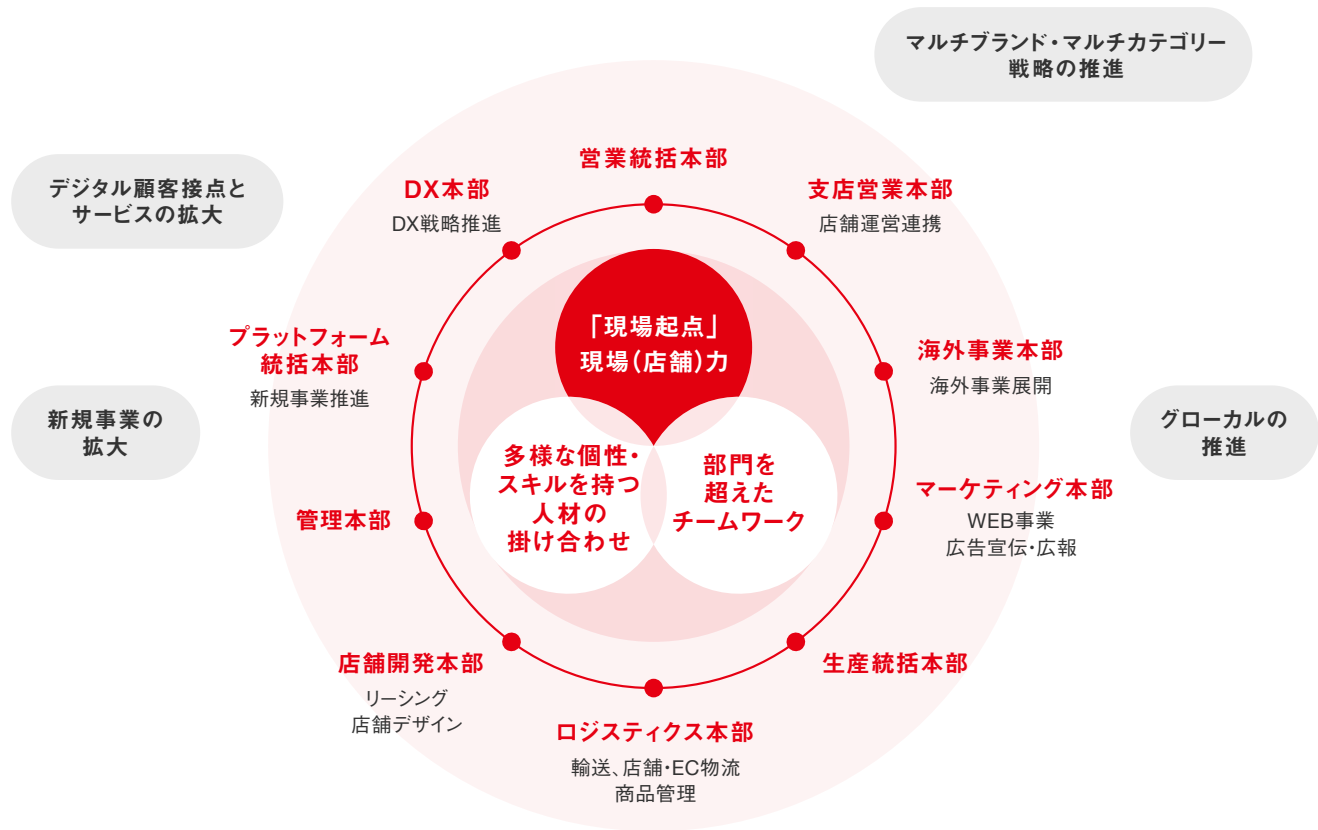 マルチブランド・マルチカテゴリー
戦略の推進
デジタル顧客接点と
サービスの拡大
新規事業の
拡大
グローカルの
推進
営業統括本部
支店営業本部
店舗運営連携
海外事業本部
海外事業展開
マーケティング本部
WEB事業
広告宣伝・広報
生産統括本部
ロジスティクス本部
輸送、店舗・EC物流
商品管理
店舗開発本部
リーシング
店舗デザイン
管理本部
プラットフォーム
統括本部
新規事業推進
DX本部
DX戦略推進
「現場起点」
現場(店舗)力
多様な個性・
スキルを持つ
人材の
掛け合わせ
部門を
超えた
チームワーク